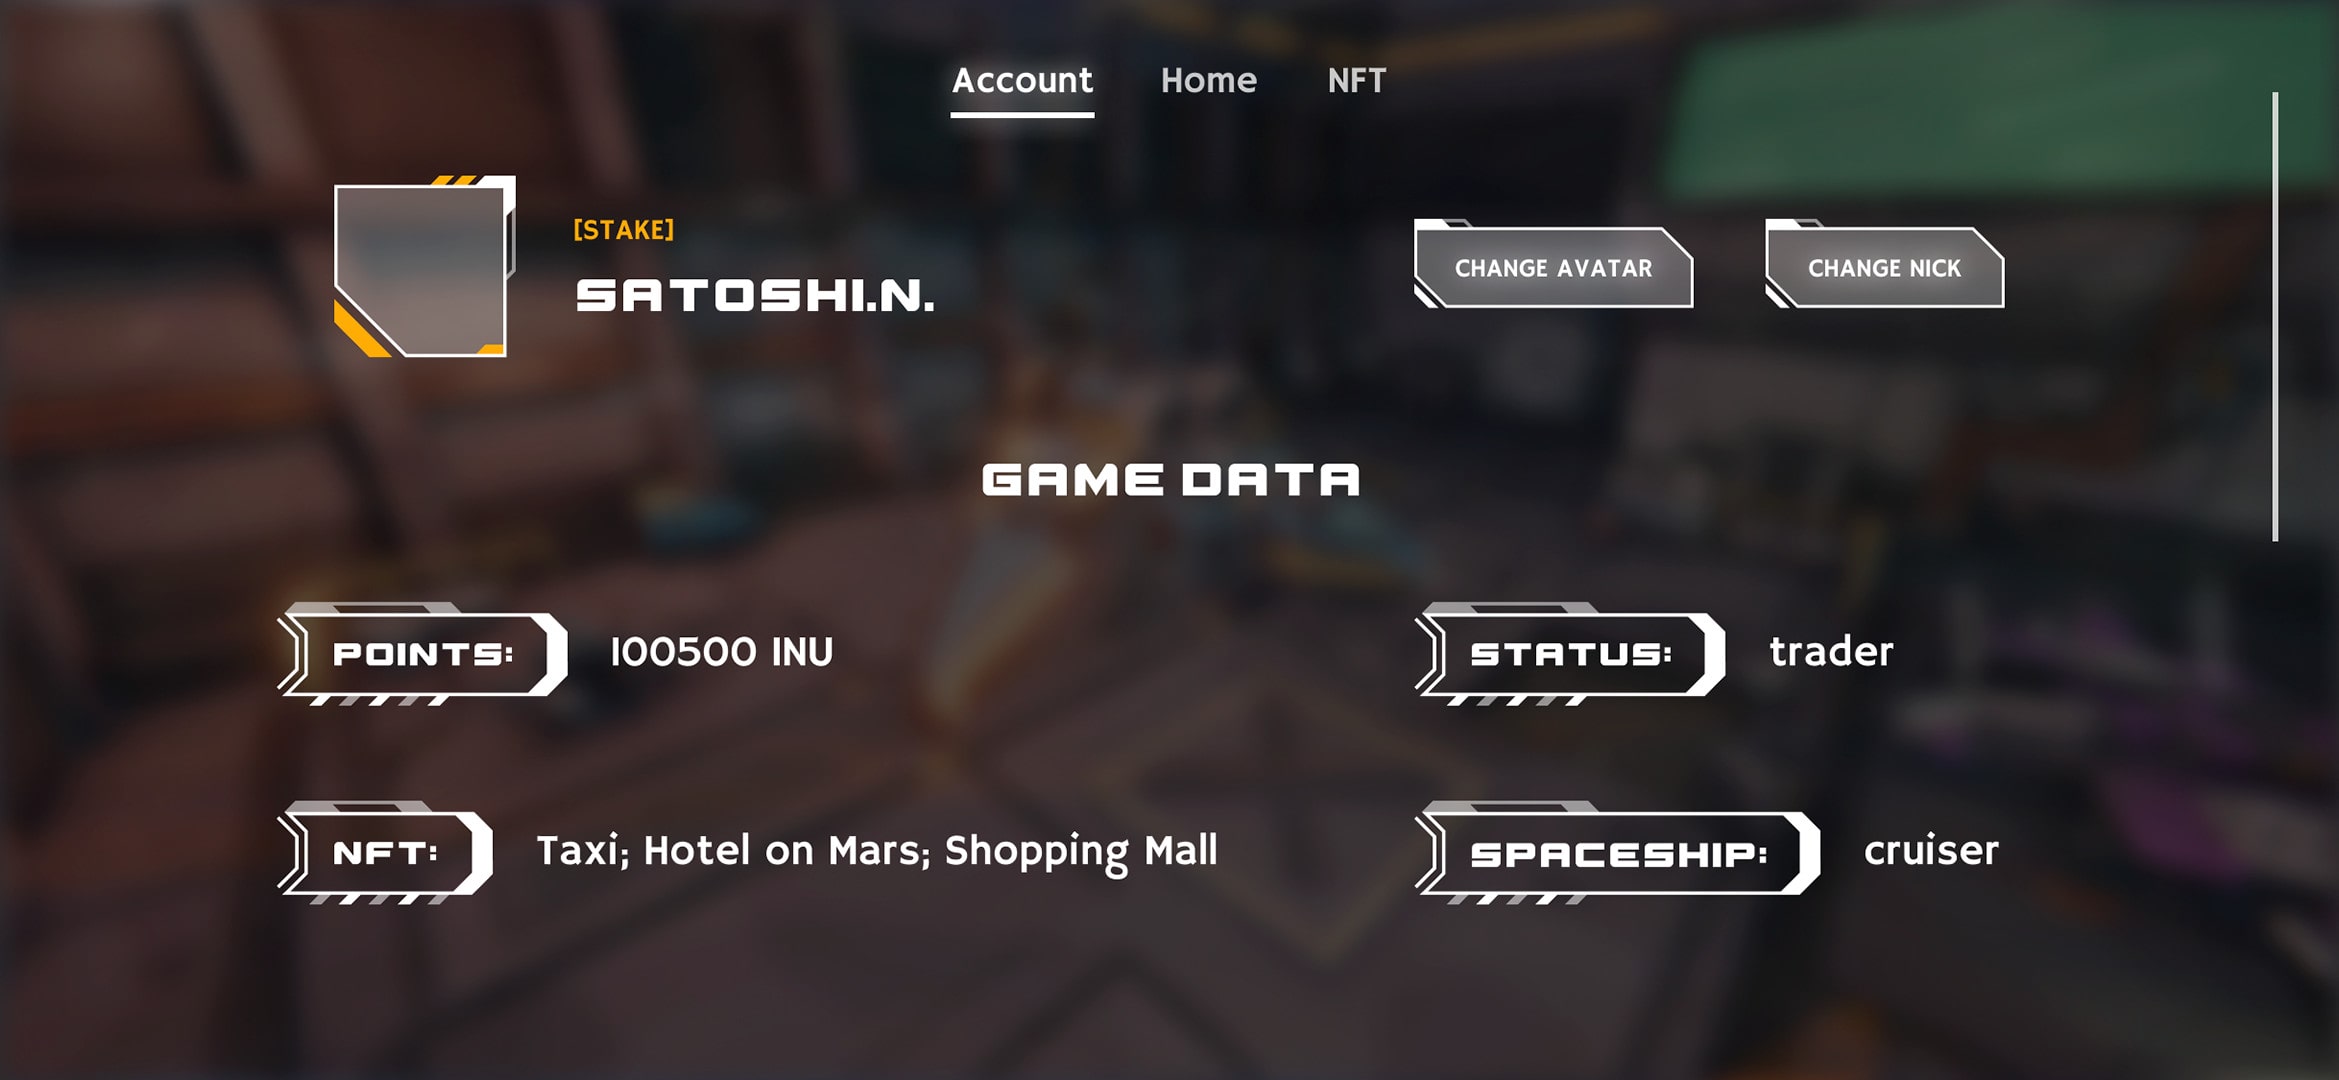 Account Home NFT
[STAKE]
SATOSHI.N.
CHANGE AVATAR
CHANGE NICK
GAME DATA
POINTS: 100500 INU
STATUS: trader
NFT: Taxi; Hotel on Mars; Shopping Mall
SPACESHIP: cruiser